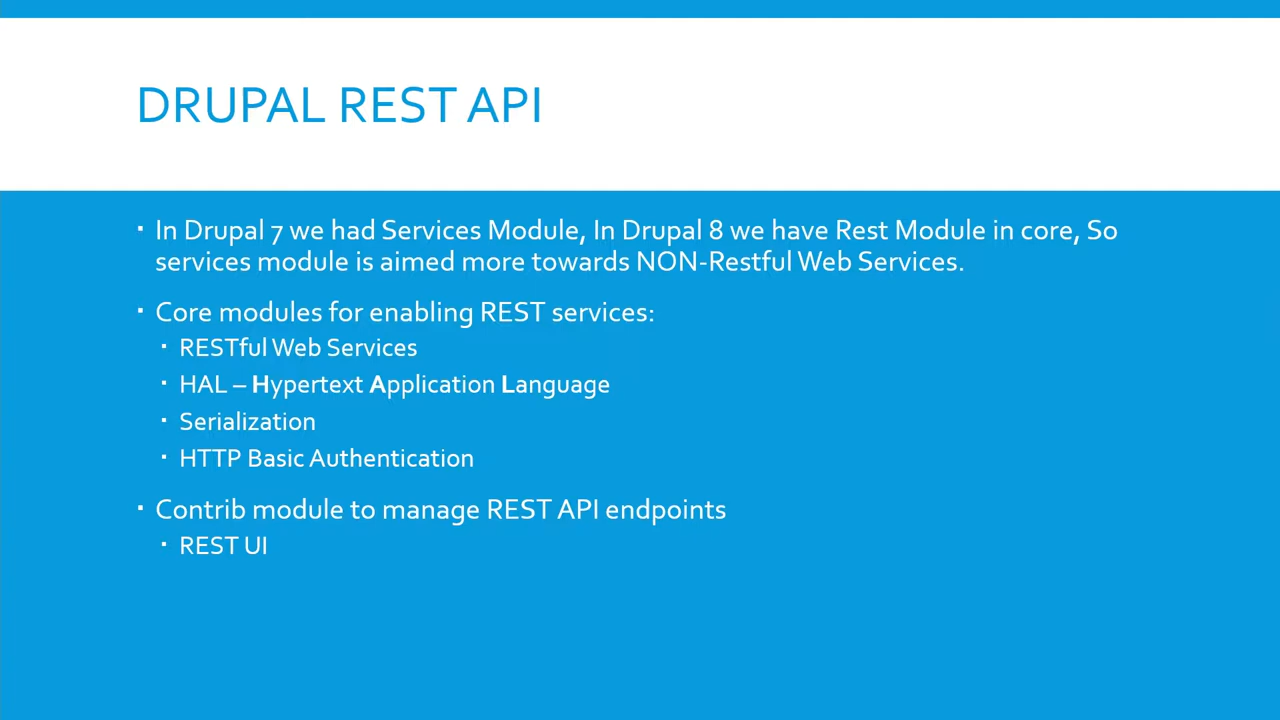 DRUPAL REST API
▪ In Drupal 7 we had Services Module, In Drupal 8 we have Rest Module in core, So
services module is aimed more towards NON-Restful Web Services.
▪ Core modules for enabling REST services:
▪ RESTful Web Services
▪ HAL – Hypertext Application Language
▪ Serialization
▪ HTTP Basic Authentication
▪ Contrib module to manage REST API endpoints
▪ REST UI